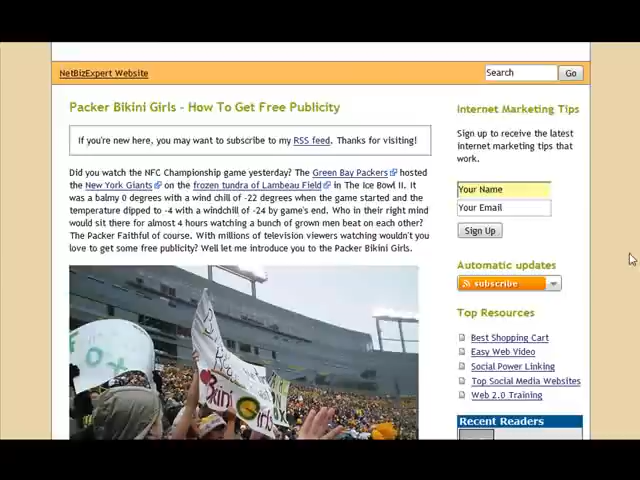 NetBizExpert Website
Search
Go
Packer Bikini Girls - How To Get Free Publicity
If you're new here, you may want to subscribe to my RSS feed. Thanks for visiting!
Did you watch the NFC Championship game yesterday? The Green Bay Packers hosted
the New York Giants on the frozen tundra of Lambeau Field in The Ice Bowl II. It
was a balmy 0 degrees with a wind chill of -22 degrees when the game started and the
temperature dipped to -4 with a windchill of -24 by game's end. Who in their right mind
would sit there for almost 4 hours watching a bunch of grown men beat on each other?
The Packer Faithful of course. With millions of television viewers watching wouldn't you
love to get some free publicity? Well let me introduce you to the Packer Bikini Girls.
FOX
Bikini
Girls
Internet Marketing Tips
Sign up to receive the latest
internet marketing tips that
work.
Your Name
Your Email
Sign Up
Automatic updates
subscribe
Top Resources
Best Shopping Cart
Easy Web Video
Social Power Linking
Top Social Media Websites
Web 2.0 Training
Recent Readers